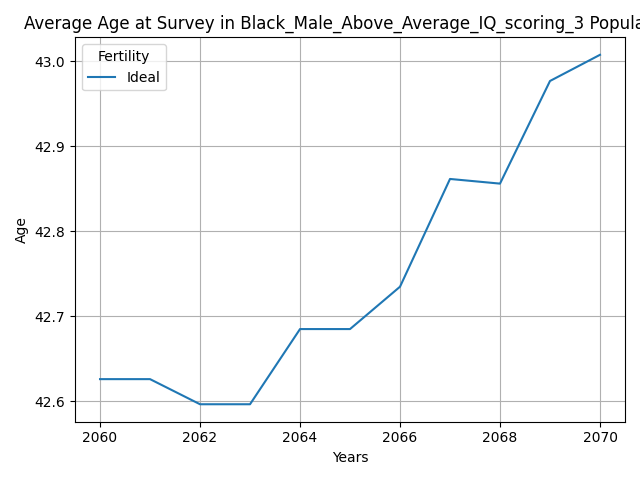 Average Age at Survey in Black_Male_Above_Average_IQ_scoring_3 Popula
Fertility
Ideal
43.0
42.9
42.8
42.7
42.6
Age
2060 2062 2064 2066 2068 2070
Years